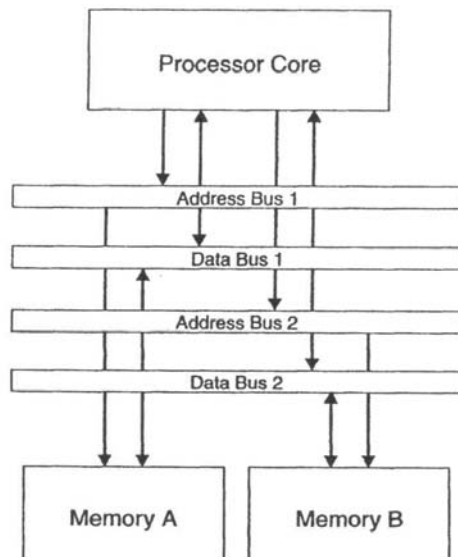 Processor Core
Address Bus 1
Data Bus 1
Address Bus 2
Data Bus 2
Memory A
Memory B